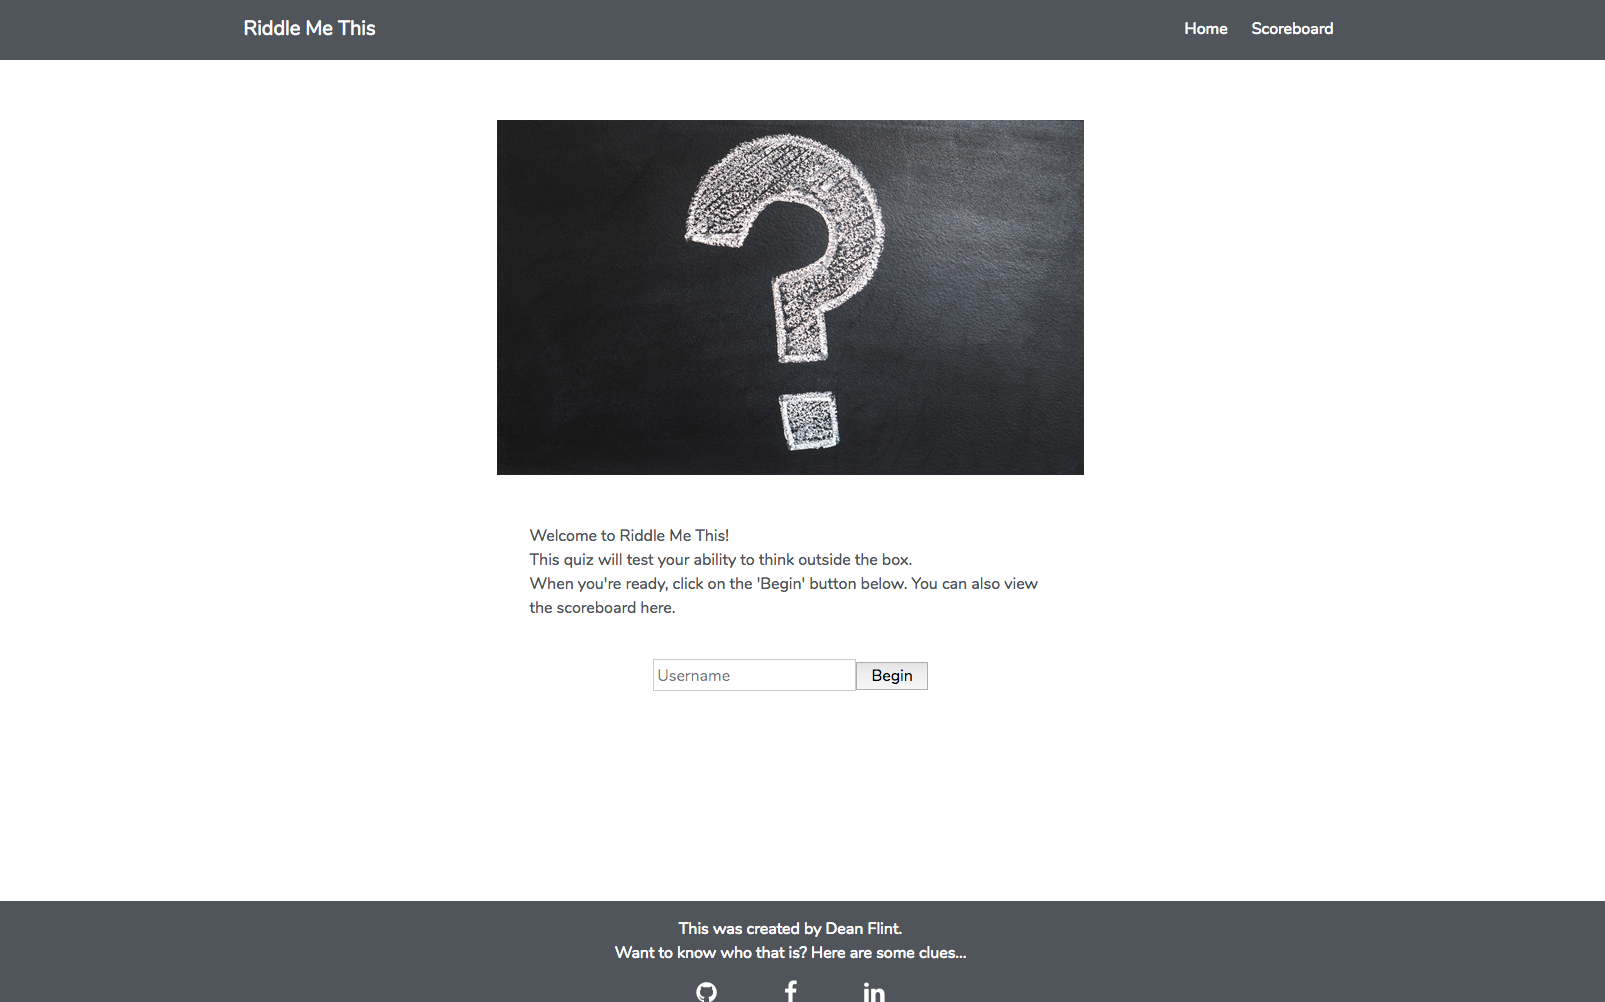 Riddle Me This
Home Scoreboard
Welcome to Riddle Me This!
This quiz will test your ability to think outside the box.
When you're ready, click on the 'Begin' button below. You can also view
the scoreboard here.
Username Begin
This was created by Dean Flint.
Want to know who that is? Here are some clues...